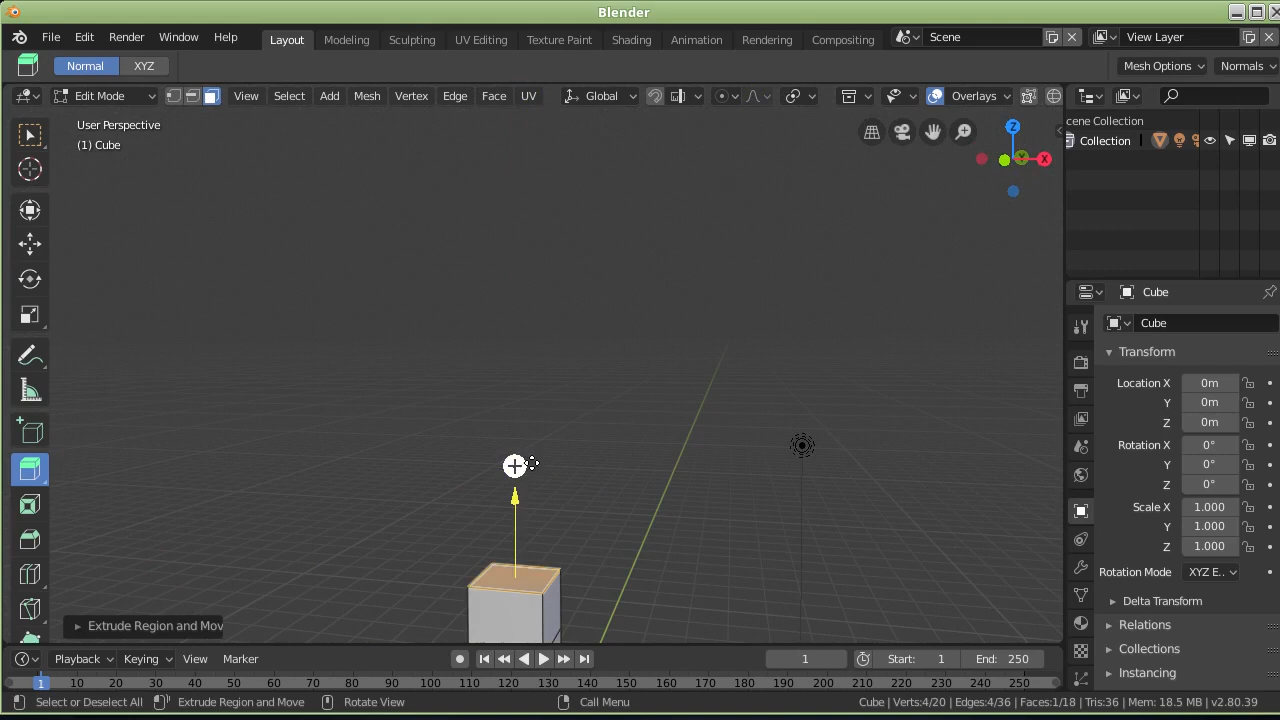 Blender
File Edit Render Window Help Layout Modeling Sculpting UV Editing Texture Paint Shading Animation Rendering Compositing Scene View Layer
Normal XYZ Mesh Options Normals
Edit Mode View Select Add Mesh Vertex Edge Face UV Global Overlays
User Perspective
(1) Cube
Z
X
Y
cene Collection
Collection
Cube
Cube
Transform
Location X 0m
Y 0m
Z 0m
Rotation X 0°
Y 0°
Z 0°
Scale X 1.000
Y 1.000
Z 1.000
Rotation Mode XYZ E..
Delta Transform
Relations
Collections
Instancing
Extrude Region and Mov
Playback Keying View Marker 1 Start: 1 End: 250
1 10 20 30 40 50 60 70 80 90 100 110 120 130 140 150 160 170 180 190 200 210 220 230 240 250
Select or Deselect All Extrude Region and Move Rotate View Call Menu Cube | Verts:4/20 | Edges:4/36 | Faces:1/18 | Tris:36 | Mem: 18.5 MB | v2.80.39